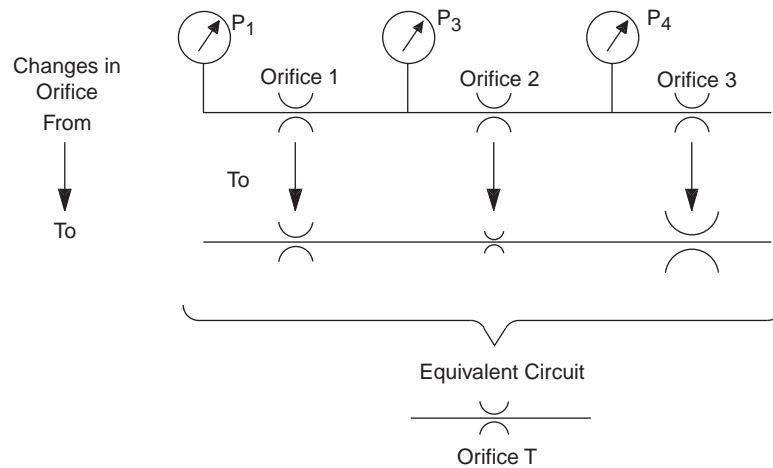 P1
P3
P4
Changes in
Orifice
From
Orifice 1
Orifice 2
Orifice 3
To
To
Equivalent Circuit
Orifice T